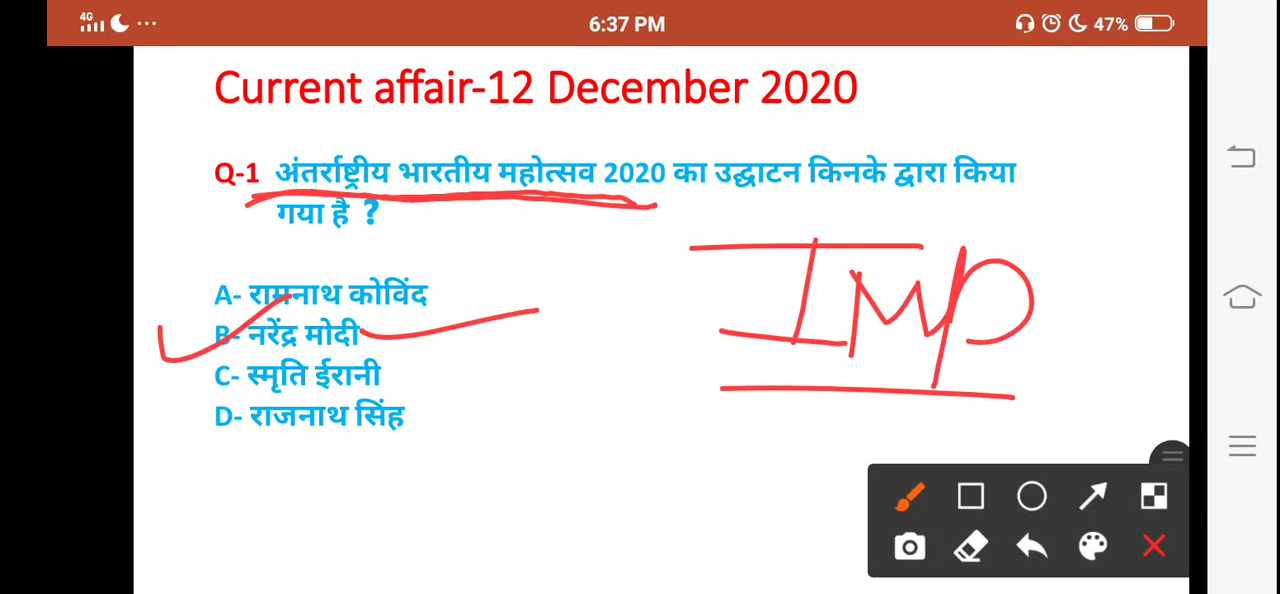 4G
6:37 PM
47%
Current affair-12 December 2020
Q-1 अंतर्राष्ट्रीय भारतीय महोत्सव 2020 का उद्घाटन किनके द्वारा किया
गया है ?
A- रामनाथ कोविंद
B- नरेंद्र मोदी
C- स्मृति ईरानी
D- राजनाथ सिंह
IMP